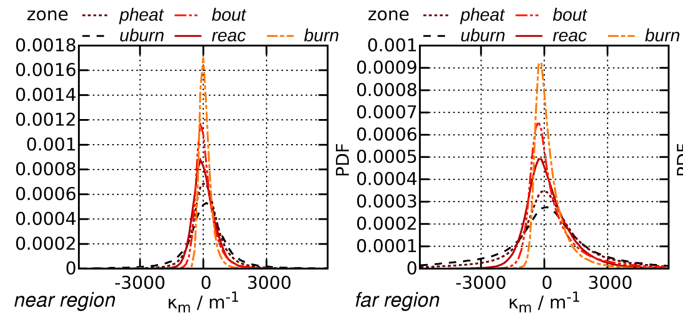 zone pheat bout
uburn reac burn
0.0018
0.0016
0.0014
0.0012
0.001
0.0008
0.0006
0.0004
0.0002
0
-3000 0 3000
near region κm / m-1
PDF
zone pheat bout
uburn reac burn
0.001
0.0009
0.0008
0.0007
0.0006
0.0005
0.0004
0.0003
0.0002
0.0001
0
-3000 0 3000
far region κm / m-1
PDF